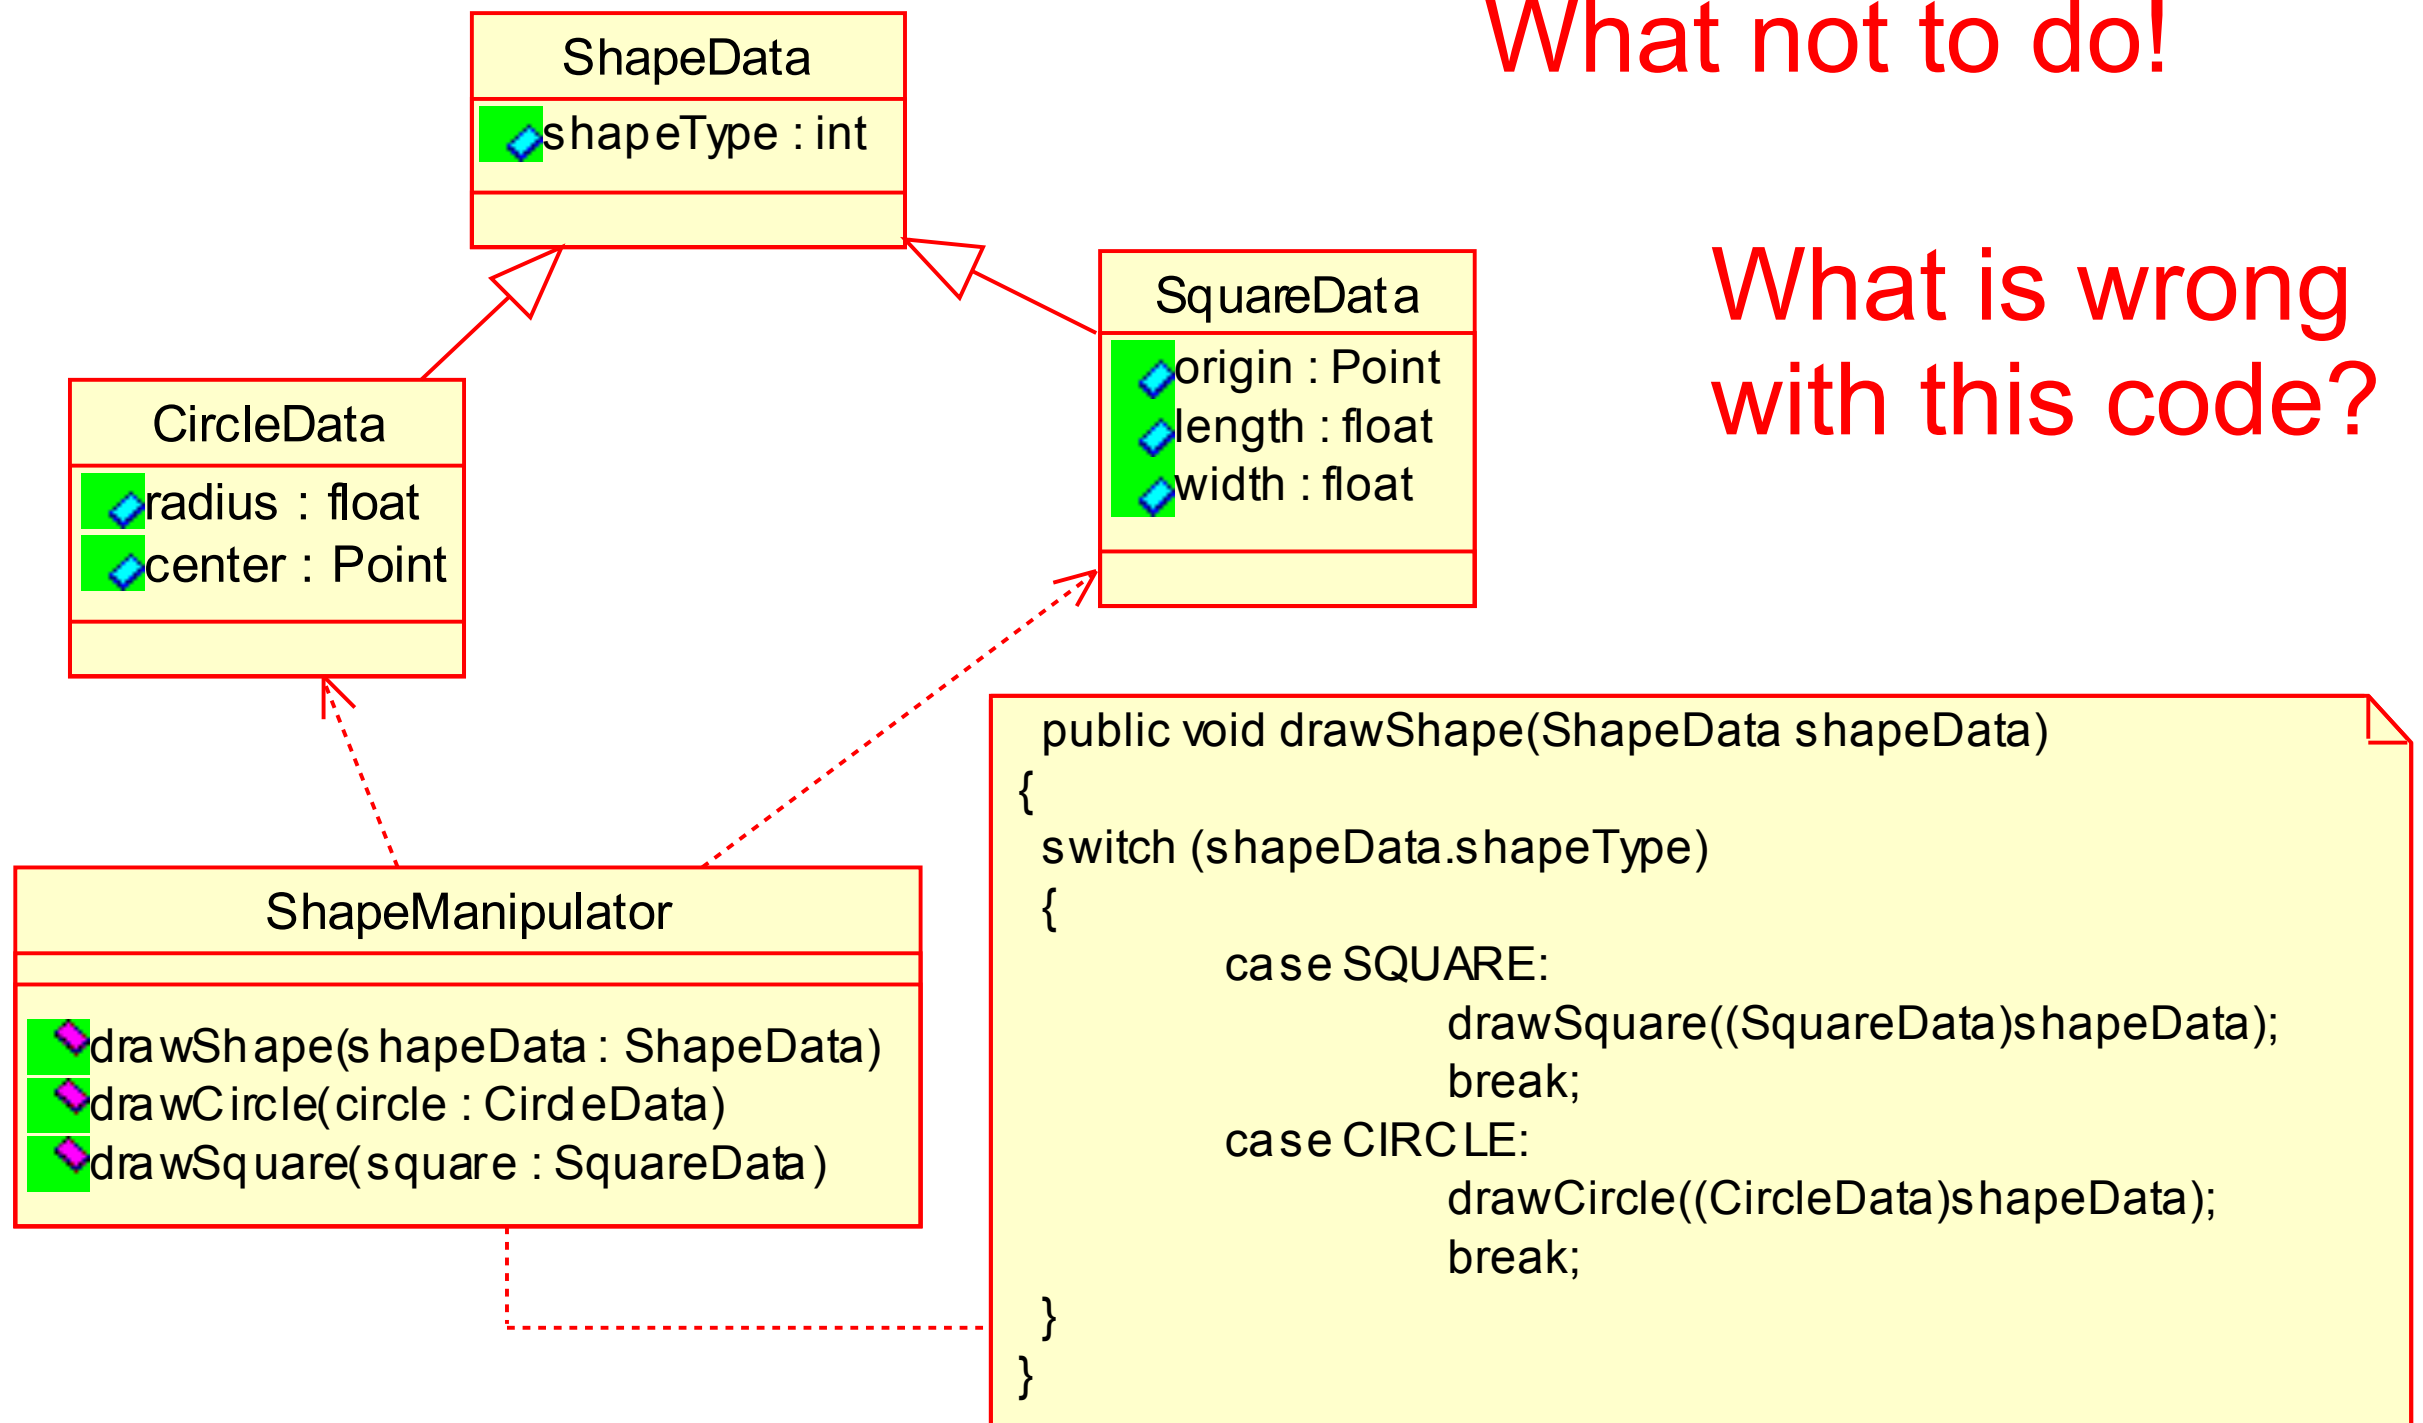 What not to do!
What is wrong
with this code?
ShapeData
shapeType : int
SquareData
origin : Point
length : float
width : float
CircleData
radius : float
center : Point
ShapeManipulator
drawShape(shapeData : ShapeData)
drawCircle(circle : CircleData)
drawSquare(square : SquareData)
public void drawShape(ShapeData shapeData)
{
switch (shapeData.shapeType)
{
case SQUARE:
drawSquare((SquareData)shapeData);
break;
case CIRCLE:
drawCircle((CircleData)shapeData);
break;
}
}